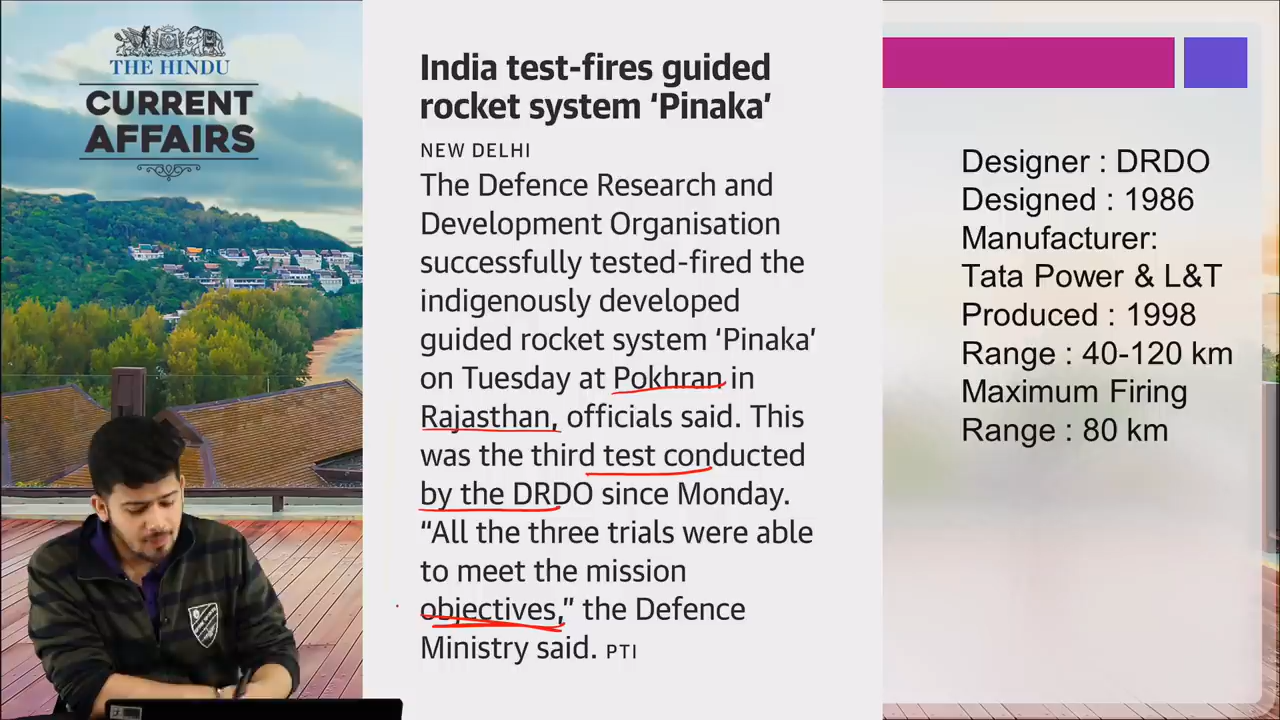 THE HINDU
CURRENT
AFFAIRS
India test-fires guided
rocket system ‘Pinaka’
NEW DELHI
The Defence Research and
Development Organisation
successfully tested-fired the
indigenously developed
guided rocket system ‘Pinaka’
on Tuesday at Pokhran in
Rajasthan, officials said. This
was the third test conducted
by the DRDO since Monday.
“All the three trials were able
to meet the mission
objectives,” the Defence
Ministry said. PTI
Designer : DRDO
Designed : 1986
Manufacturer:
Tata Power & L&T
Produced : 1998
Range : 40-120 km
Maximum Firing
Range : 80 km